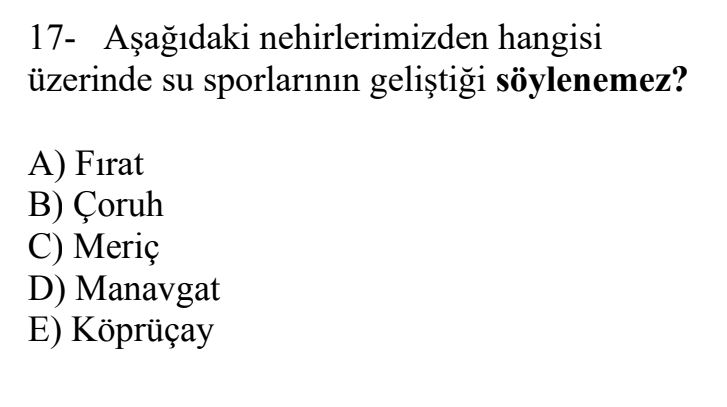 17- Aşağıdaki nehirlerimizden hangisi
üzerinde su sporlarının geliştiği söylenemez?
A) Fırat
B) Çoruh
C) Meriç
D) Manavgat
E) Köprüçay